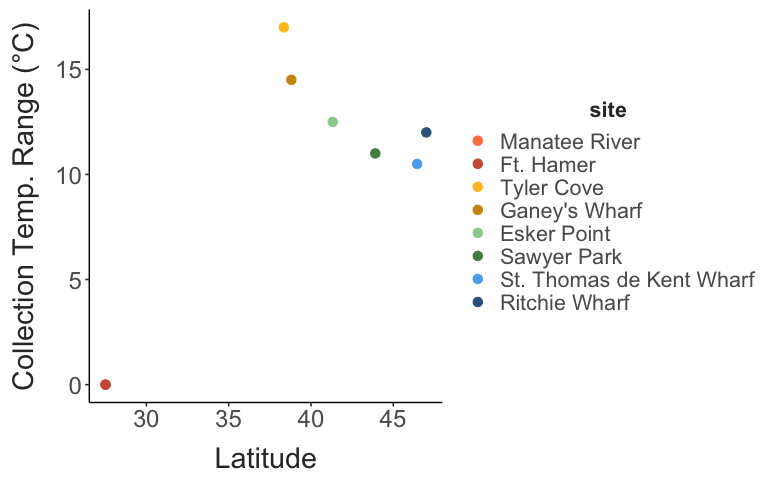 Collection Temp. Range (°C)
15
10
5
0
30 35 40 45
Latitude
site
Manatee River
Ft. Hamer
Tyler Cove
Ganey's Wharf
Esker Point
Sawyer Park
St. Thomas de Kent Wharf
Ritchie Wharf